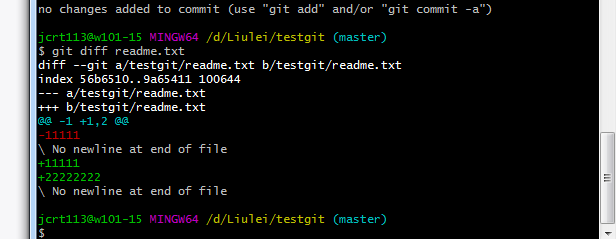 no changes added to commit (use "git add" and/or "git commit -a")
jcrt113@w101-15 MINGW64 /d/Liulei/testgit (master)
$ git diff readme.txt
diff --git a/testgit/readme.txt b/testgit/readme.txt
index 56b6510..9a65411 100644
--- a/testgit/readme.txt
+++ b/testgit/readme.txt
@@ -1 +1,2 @@
-11111
\ No newline at end of file
+11111
+22222222
\ No newline at end of file
jcrt113@w101-15 MINGW64 /d/Liulei/testgit (master)
$